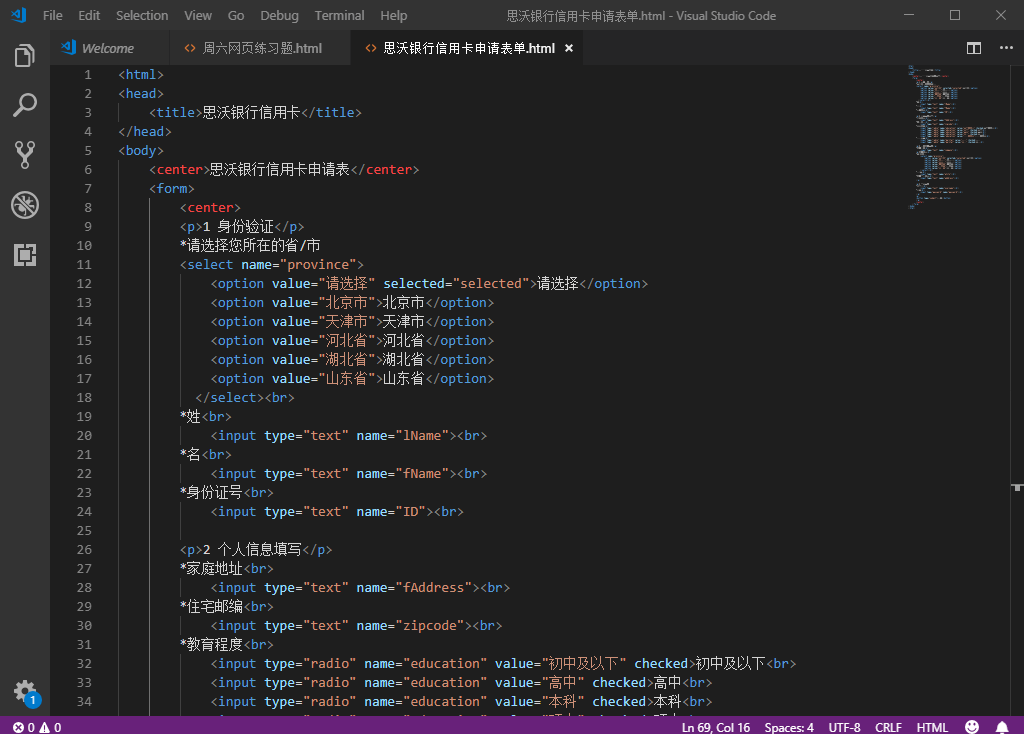 File Edit Selection View Go Debug Terminal Help 思沃银行信用卡申请表单.html - Visual Studio Code
Welcome 周六网页练习题.html 思沃银行信用卡申请表单.html
1 <html>
2 <head>
3 <title>思沃银行信用卡</title>
4 </head>
5 <body>
6 <center>思沃银行信用卡申请表</center>
7 <form>
8 <center>
9 <p>1 身份验证</p>
10 *请选择您所在的省/市
11 <select name="province">
12 <option value="请选择" selected="selected">请选择</option>
13 <option value="北京市">北京市</option>
14 <option value="天津市">天津市</option>
15 <option value="河北省">河北省</option>
16 <option value="湖北省">湖北省</option>
17 <option value="山东省">山东省</option>
18 </select><br>
19 *姓<br>
20 <input type="text" name="lName"><br>
21 *名<br>
22 <input type="text" name="fName"><br>
23 *身份证号<br>
24 <input type="text" name="ID"><br>
25
26 <p>2 个人信息填写</p>
27 *家庭地址<br>
28 <input type="text" name="fAddress"><br>
29 *住宅邮编<br>
30 <input type="text" name="zipcode"><br>
31 *教育程度<br>
32 <input type="radio" name="education" value="初中及以下" checked>初中及以下<br>
33 <input type="radio" name="education" value="高中" checked>高中<br>
34 <input type="radio" name="education" value="本科" checked>本科<br>
1
0 0 Ln 69, Col 16 Spaces: 4 UTF-8 CRLF HTML